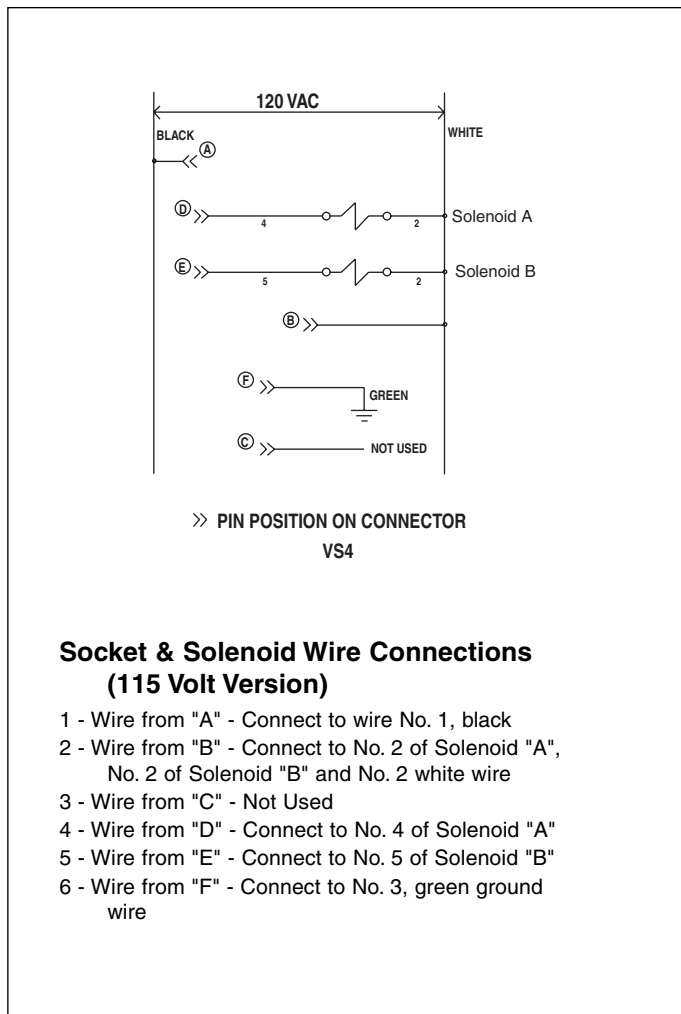 120 VAC
BLACK
WHITE
A
D
4
2
Solenoid A
E
5
2
Solenoid B
B
F
GREEN
C
NOT USED
PIN POSITION ON CONNECTOR
VS4
Socket & Solenoid Wire Connections
(115 Volt Version)
1 - Wire from "A" - Connect to wire No. 1, black
2 - Wire from "B" - Connect to No. 2 of Solenoid "A",
No. 2 of Solenoid "B" and No. 2 white wire
3 - Wire from "C" - Not Used
4 - Wire from "D" - Connect to No. 4 of Solenoid "A"
5 - Wire from "E" - Connect to No. 5 of Solenoid "B"
6 - Wire from "F" - Connect to No. 3, green ground
wire